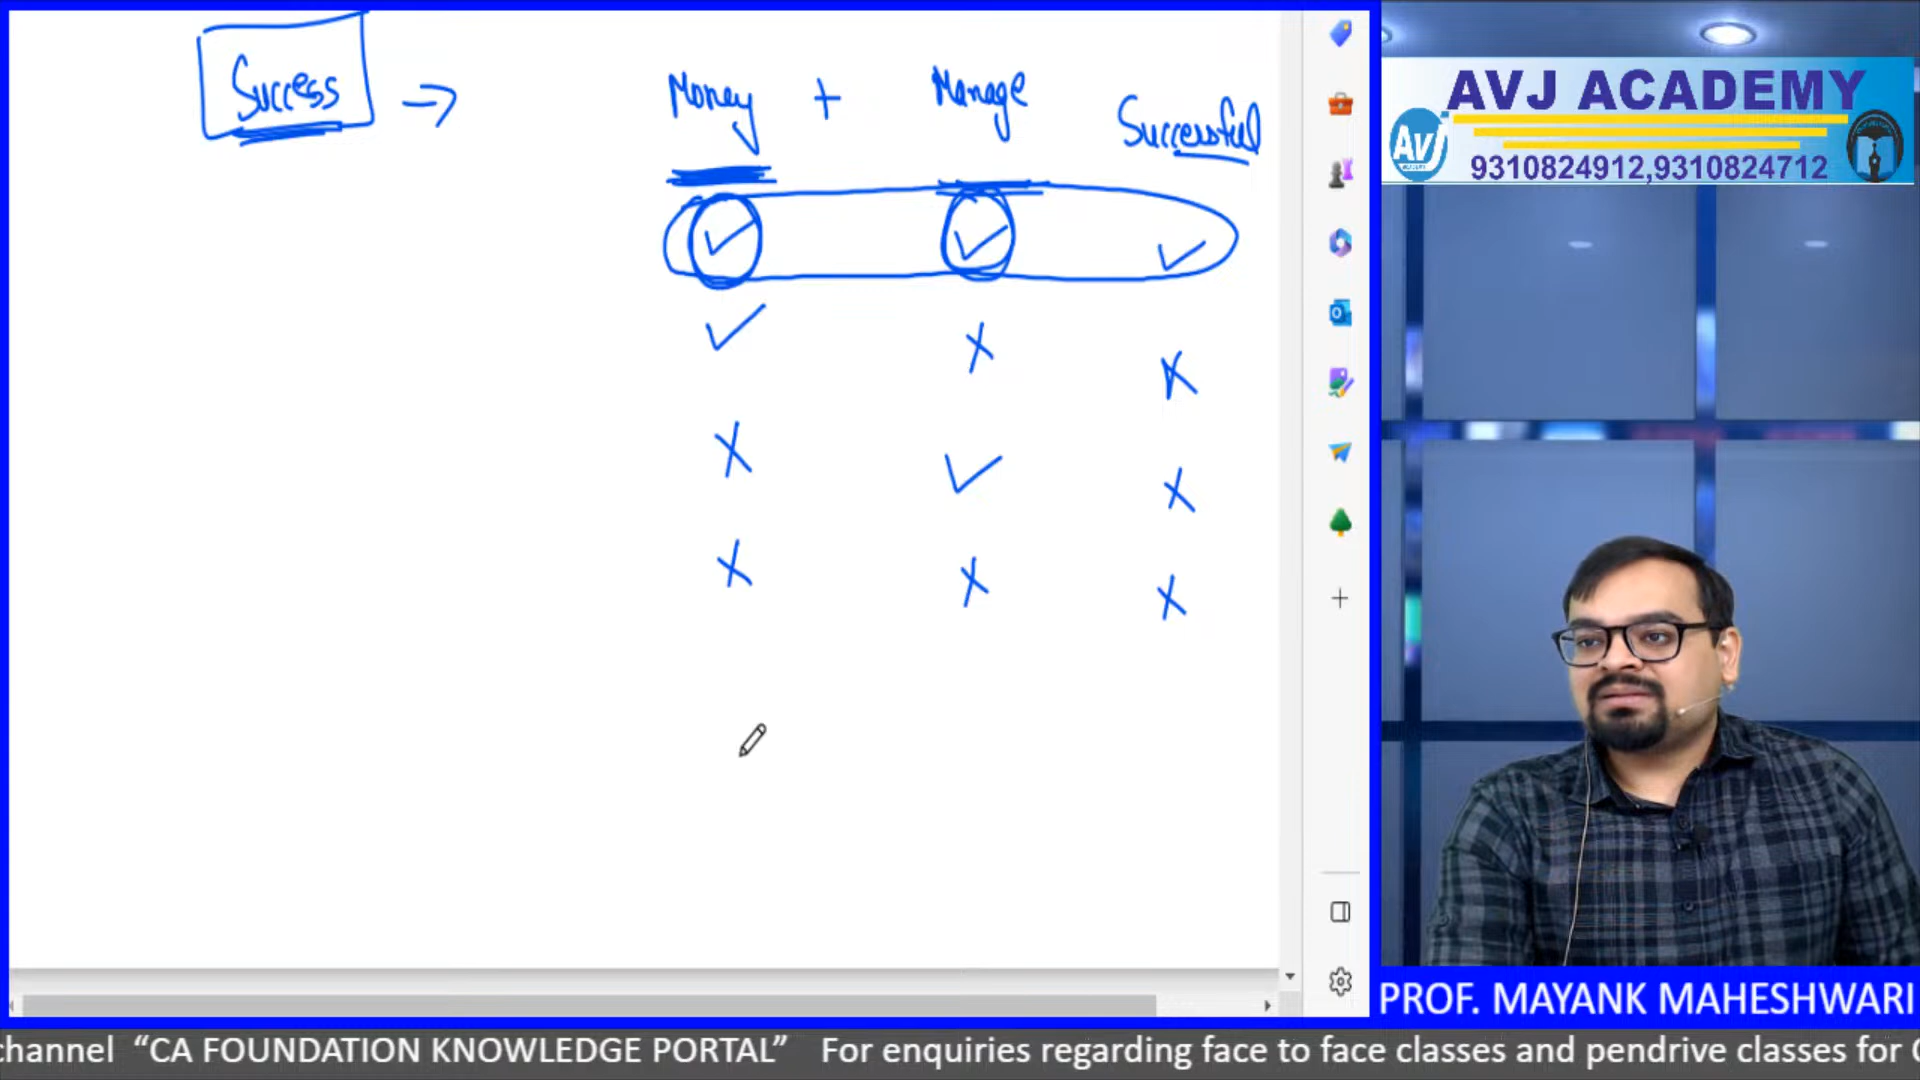 Success → Money + Manage Successful
✓ ✓ ✓
✓ X X
X ✓ X
X X X
AVJ ACADEMY
AVJ
9310824912,9310824712
PROF. MAYANK MAHESHWARI
channel “CA FOUNDATION KNOWLEDGE PORTAL” For enquiries regarding face to face classes and pendrive classes for